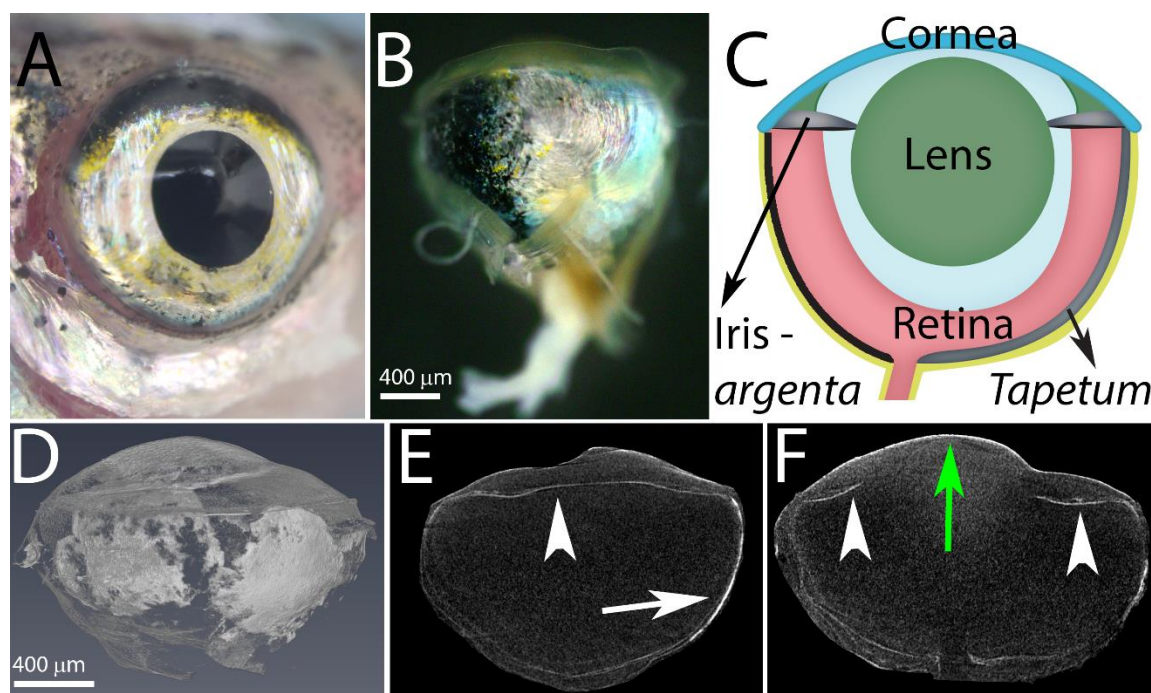 A
B
400 μm
C
Cornea
Lens
Retina
Iris -
argenta
Tapetum
D
400 μm
E
F